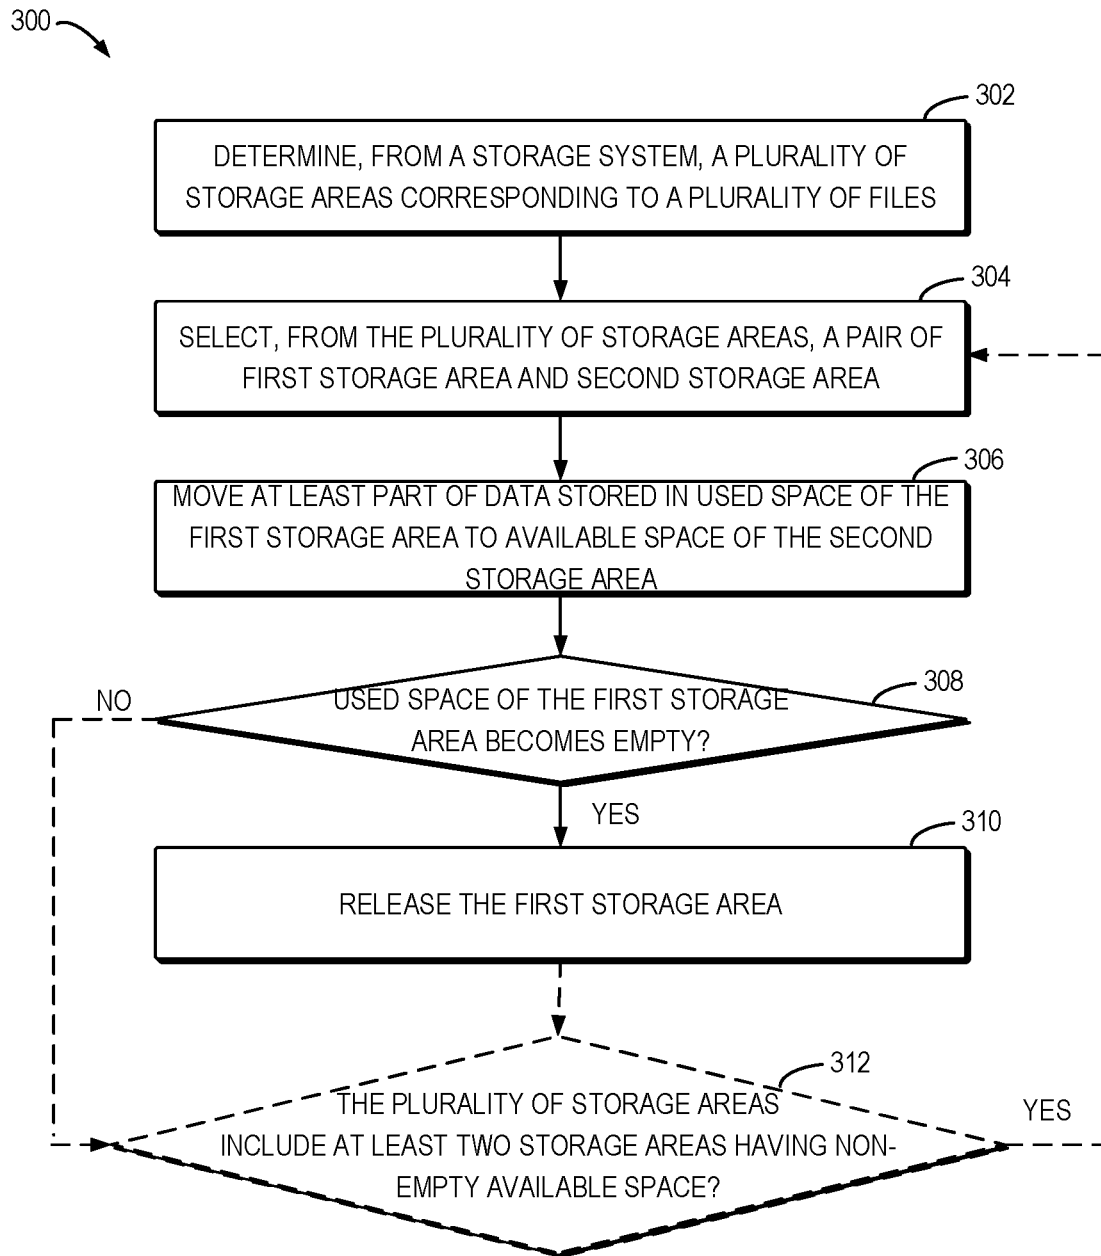 300
302
DETERMINE, FROM A STORAGE SYSTEM, A PLURALITY OF
STORAGE AREAS CORRESPONDING TO A PLURALITY OF FILES
304
SELECT, FROM THE PLURALITY OF STORAGE AREAS, A PAIR OF
FIRST STORAGE AREA AND SECOND STORAGE AREA
306
MOVE AT LEAST PART OF DATA STORED IN USED SPACE OF THE
FIRST STORAGE AREA TO AVAILABLE SPACE OF THE SECOND
STORAGE AREA
308
NO
USED SPACE OF THE FIRST STORAGE
AREA BECOMES EMPTY?
YES
310
RELEASE THE FIRST STORAGE AREA
312
THE PLURALITY OF STORAGE AREAS
YES
INCLUDE AT LEAST TWO STORAGE AREAS HAVING NON-
EMPTY AVAILABLE SPACE?